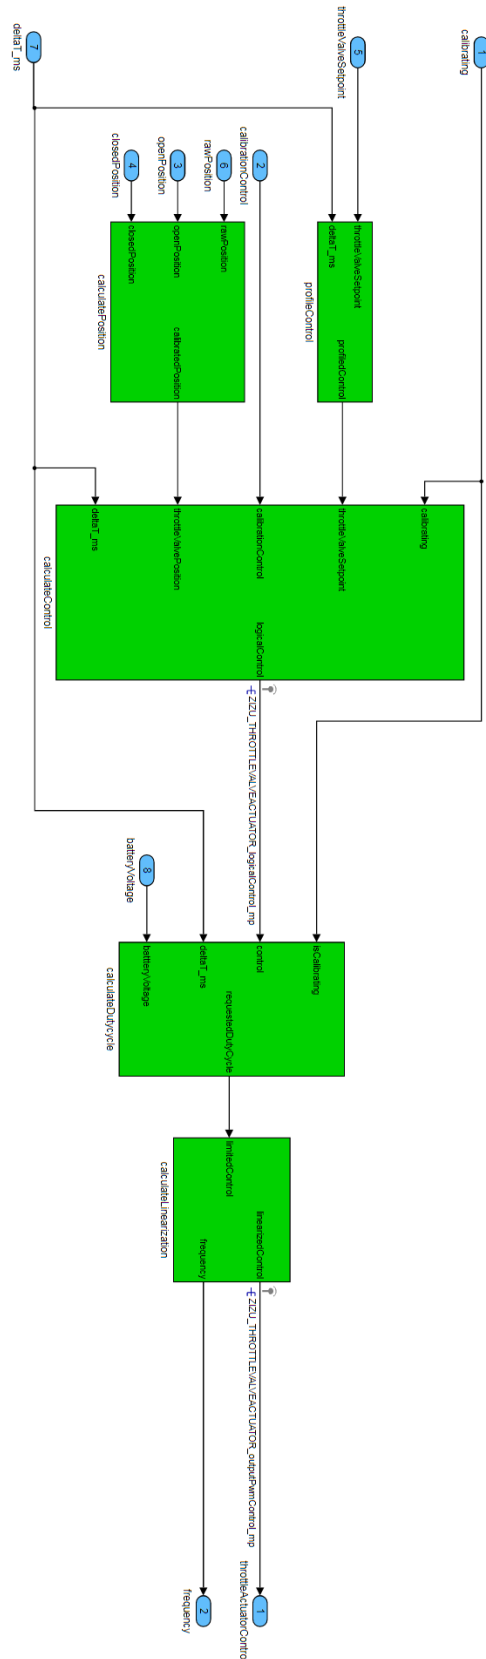 1
calibrating
5
throttleValveSetpoint
throttleValveSetpoint
deltaT_ms
profiledControl
profileControl
2
calibrationControl
6
rawPosition
3
openPosition
4
closedPosition
rawPosition
openPosition
closedPosition
calibratedPosition
calculatePosition
7
deltaT_ms
calibrating
throttleValveSetpoint
calibrationControl
throttleValvePosition
deltaT_ms
logicalControl
calculateControl
ZIZU_THROTTLEVALVEACTUATOR_logicalControl_mp
8
batteryVoltage
isCalibrating
control
deltaT_ms
batteryVoltage
requestedDutyCycle
calculateDutycycle
limitedControl
linearizedControl
frequency
calculateLinearization
ZIZU_THROTTLEVALVEACTUATOR_outputPwmControl_mp
1
throttleActuatorContro
2
frequency